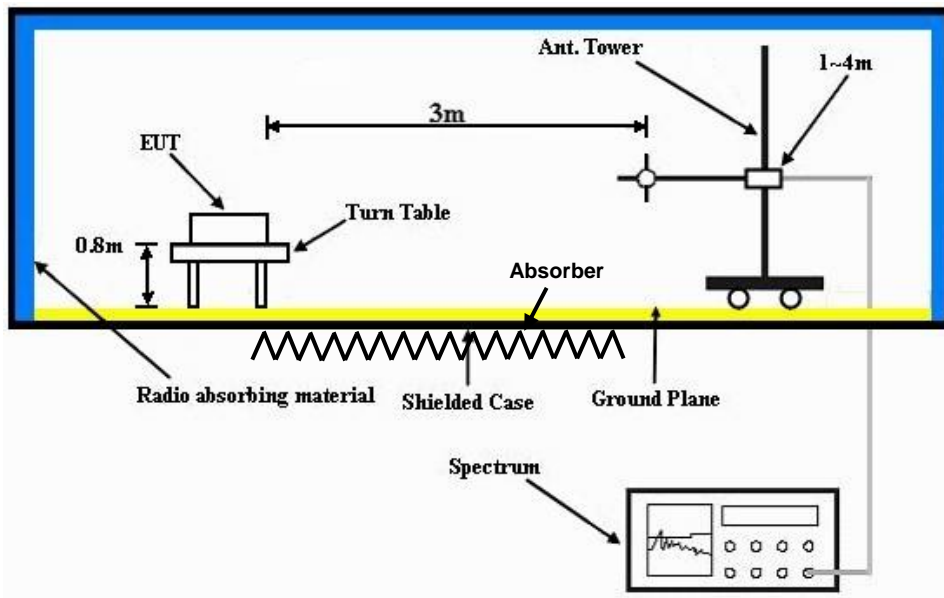 Ant. Tower
1~4m
3m
EUT
Turn Table
0.8m
Absorber
Radio absorbing material
Shielded Case
Ground Plane
Spectrum